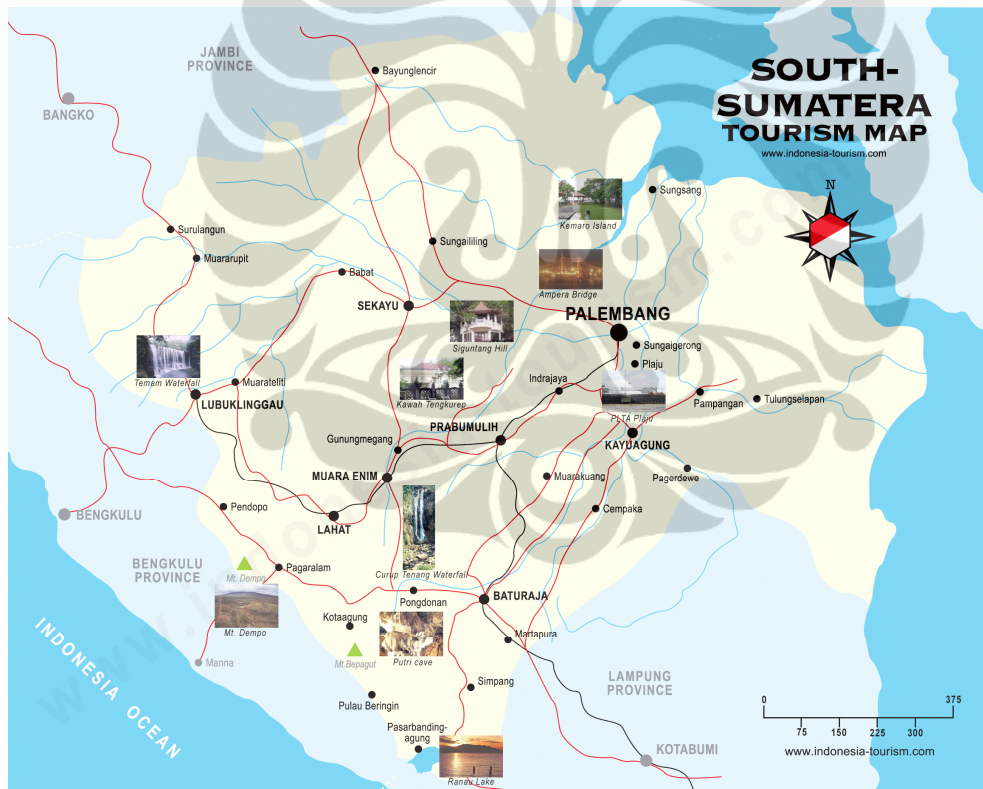 SOUTH-
SUMATERA
TOURISM MAP
www.indonesia-tourism.com
N
JAMBI
PROVINCE
BANGKO
Bayunglencir
Sungsang
Kemaro Island
Surulangun
Muararupit
Sungaililing
Babat
Ampera Bridge
SEKAYU
PALEMBANG
Siguntang Hill
Sungaigerong
Plaju
Temam Waterfall
Muarateliti
LUBUKLINGGAU
Kawah Tengkurep
Indrajaya
PLTA Plaju
Pampangan
Tulungselapan
PRABUMULIH
KAYUAGUNG
Gunungmegang
MUARA ENIM
Muarakuang
Pagerdewe
Pendopo
Cempaka
BENGKULU
LAHAT
BENGKULU
PROVINCE
Mt. Dempo
Pagaralam
Curup Tenang Waterfall
Pongdonan
BATURAJA
Mt. Dempo
Kotaagung
Martapura
Manna
Mt.Bepagut
Putri cave
INDONESIA OCEAN
Simpang
LAMPUNG
PROVINCE
Pulau Beringin
Pasarbanding-
agung
Ranau Lake
KOTABUMI
0 375
75 150 225 300
www.indonesia-tourism.com
www.indonesia-tourism.com